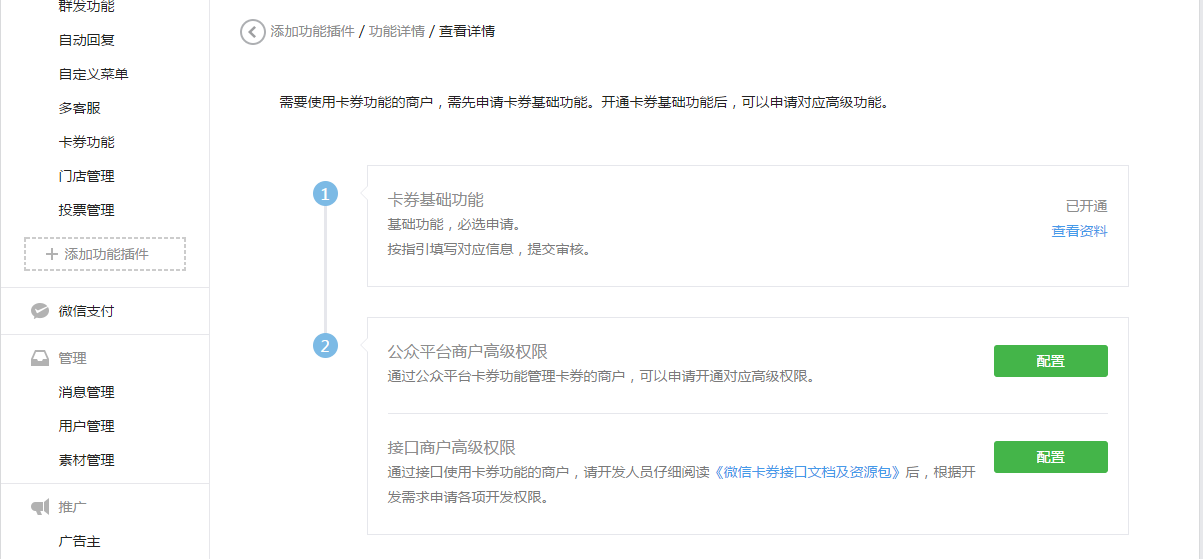 群发功能
自动回复
自定义菜单
多客服
卡券功能
门店管理
投票管理
添加功能插件
微信支付
管理
消息管理
用户管理
素材管理
推广
广告主
添加功能插件 / 功能详情 / 查看详情
需要使用卡券功能的商户，需先申请卡券基础功能。开通卡券基础功能后，可以申请对应高级功能。
1
卡券基础功能
基础功能，必选申请。
按指引填写对应信息，提交审核。
已开通
查看资料
2
公众平台商户高级权限
通过公众平台卡券功能管理卡券的商户，可以申请开通对应高级权限。
配置
接口商户高级权限
通过接口使用卡券功能的商户，请开发人员仔细阅读《微信卡券接口文档及资源包》后，根据开
发需求申请各项开发权限。
配置